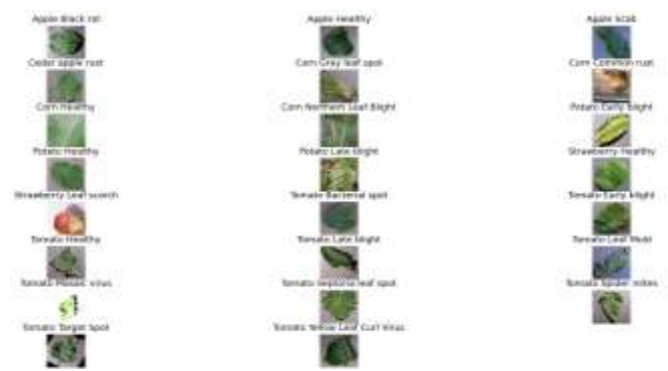 Apple Black rot
Apple Healthy
Apple Scab
Cedar apple rust
Corn Gray leaf spot
Corn Common rust
Corn Healthy
Corn Northern Leaf Blight
Potato Early blight
Potato Healthy
Potato Late blight
Strawberry Healthy
Strawberry Leaf scorch
Tomato Bacterial spot
Tomato Early blight
Tomato Healthy
Tomato Late blight
Tomato Leaf Mold
Tomato Mosaic virus
Tomato Septoria leaf spot
Tomato Spider mites
Tomato Target Spot
Tomato Yellow Leaf Curl Virus